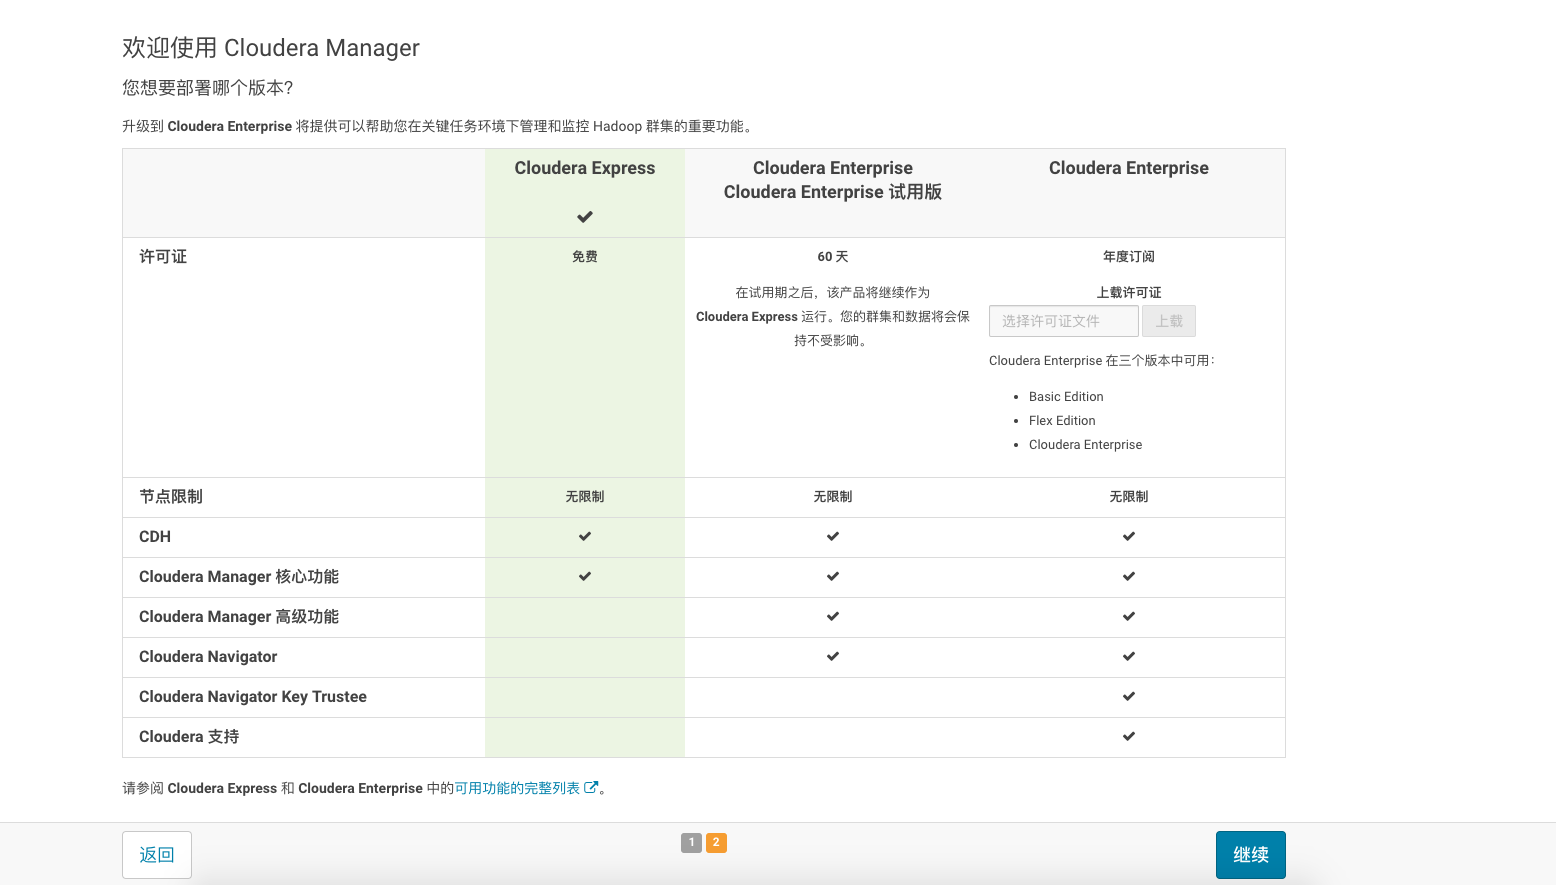 欢迎使用 Cloudera Manager
您想要部署哪个版本?
升级到 Cloudera Enterprise 将提供可以帮助您在关键任务环境下管理和监控 Hadoop 群集的重要功能。
Cloudera Express
Cloudera Enterprise
Cloudera Enterprise 试用版
Cloudera Enterprise
许可证
免费
60 天
在试用期之后，该产品将继续作为
Cloudera Express 运行。您的群集和数据将会保
持不受影响。
年度订阅
上载许可证
选择许可证文件 上载
Cloudera Enterprise 在三个版本中可用：
Basic Edition
Flex Edition
Cloudera Enterprise
节点限制 无限制 无限制 无限制
CDH
Cloudera Manager 核心功能
Cloudera Manager 高级功能
Cloudera Navigator
Cloudera Navigator Key Trustee
Cloudera 支持
请参阅 Cloudera Express 和 Cloudera Enterprise 中的可用功能的完整列表。
返回 1 2 继续